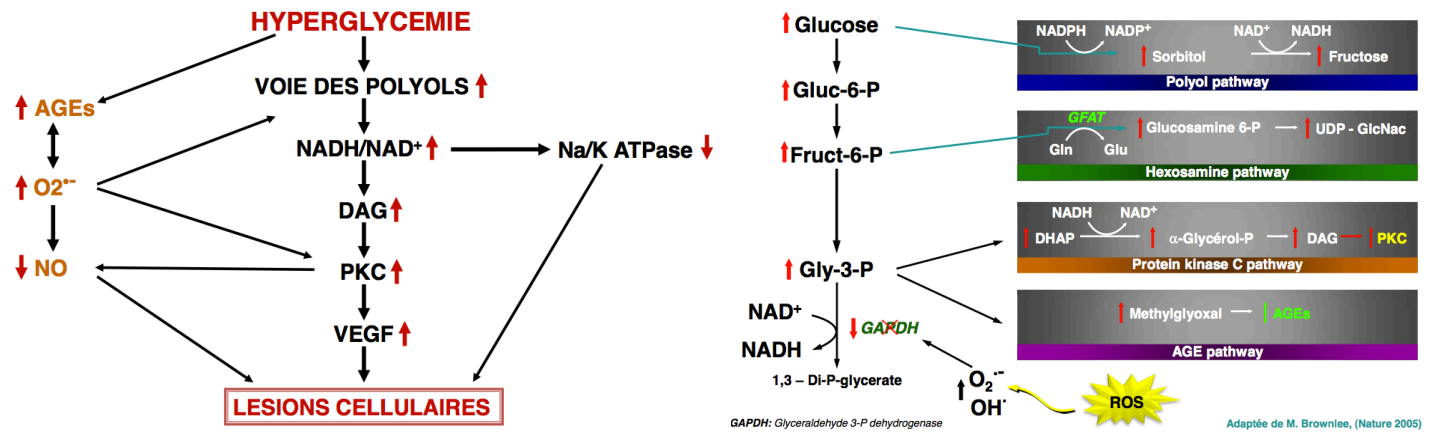 HYPERGLYCEMIE
VOIE DES POLYOLS
AGEs
NADH/NAD⁺
Na/K ATPase
O2•-
DAG
NO
PKC
VEGF
LESIONS CELLULAIRES
Glucose
Gluc-6-P
Fruct-6-P
Gly-3-P
NAD⁺
GAPDH
NADH
1,3 – Di-P-glycerate
O₂•-
OH•
ROS
GAPDH: Glyceraldehyde 3-P dehydrogenase
NADPH NADP⁺ NAD⁺ NADH
Sorbitol Fructose
Polyol pathway
GFAT
Glucosamine 6-P UDP - GlcNac
Gln Glu
Hexosamine pathway
NADH NAD⁺
DHAP α-Glycérol-P DAG PKC
Protein kinase C pathway
Methylglyoxal AGEs
AGE pathway
Adaptée de M. Brownlee, (Nature 2005)